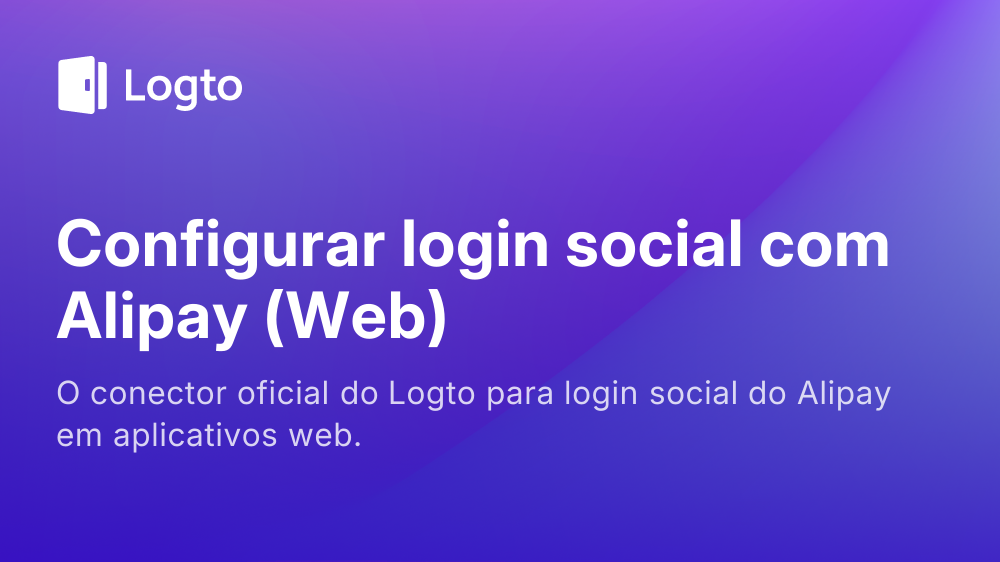 Logto
Configurar login social com
Alipay (Web)
O conector oficial do Logto para login social do Alipay
em aplicativos web.